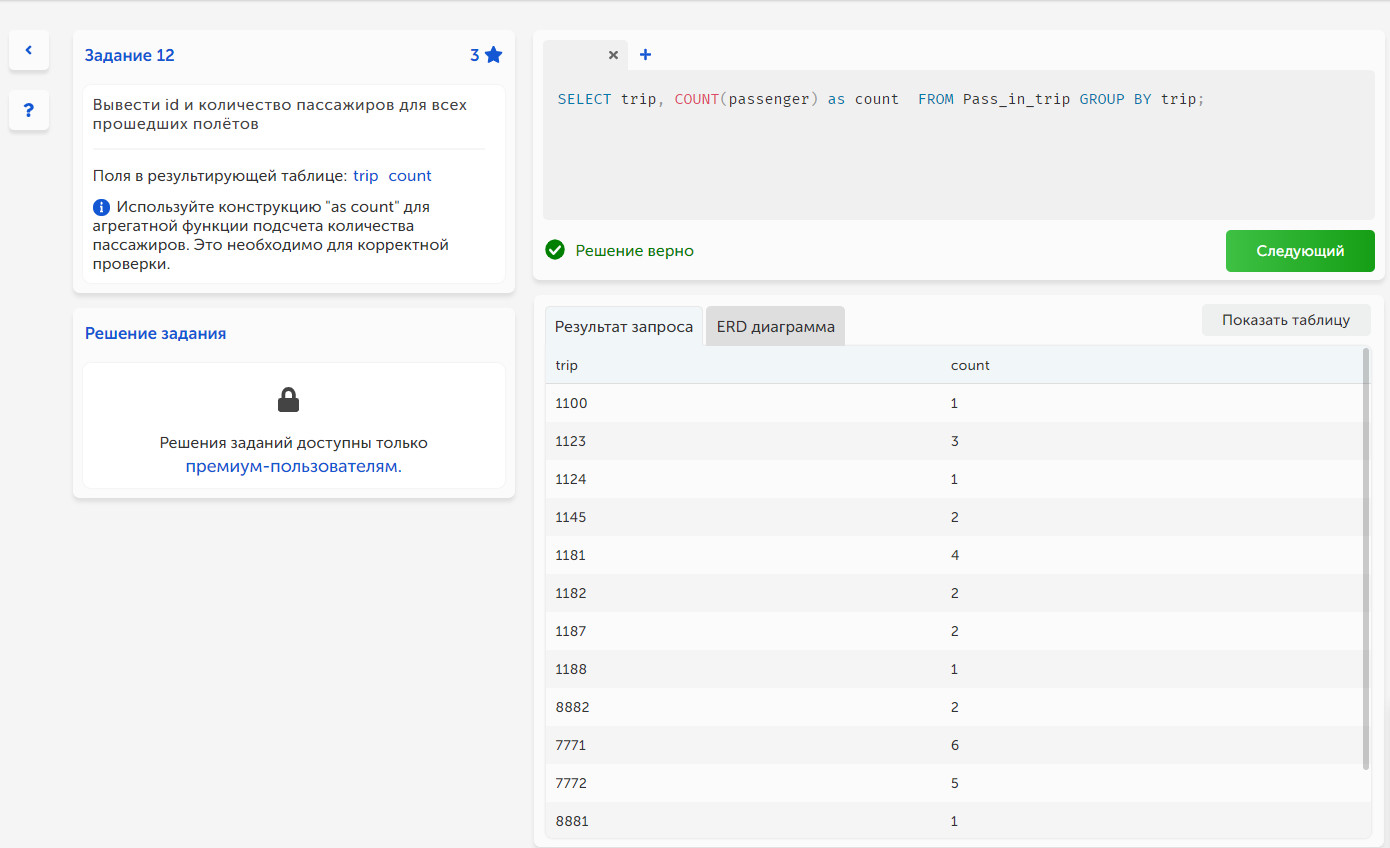 Задание 12
3
Вывести id и количество пассажиров для всех
прошедших полётов
Поля в результирующей таблице: trip count
Используйте конструкцию "as count" для
агрегатной функции подсчета количества
пассажиров. Это необходимо для корректной
проверки.
Решение задания
Решения заданий доступны только
премиум-пользователям.
SELECT trip, COUNT(passenger) as count  FROM Pass_in_trip GROUP BY trip;
Решение верно
Следующий
Результат запроса
ERD диаграмма
Показать таблицу
trip count
1100 1
1123 3
1124 1
1145 2
1181 4
1182 2
1187 2
1188 1
8882 2
7771 6
7772 5
8881 1